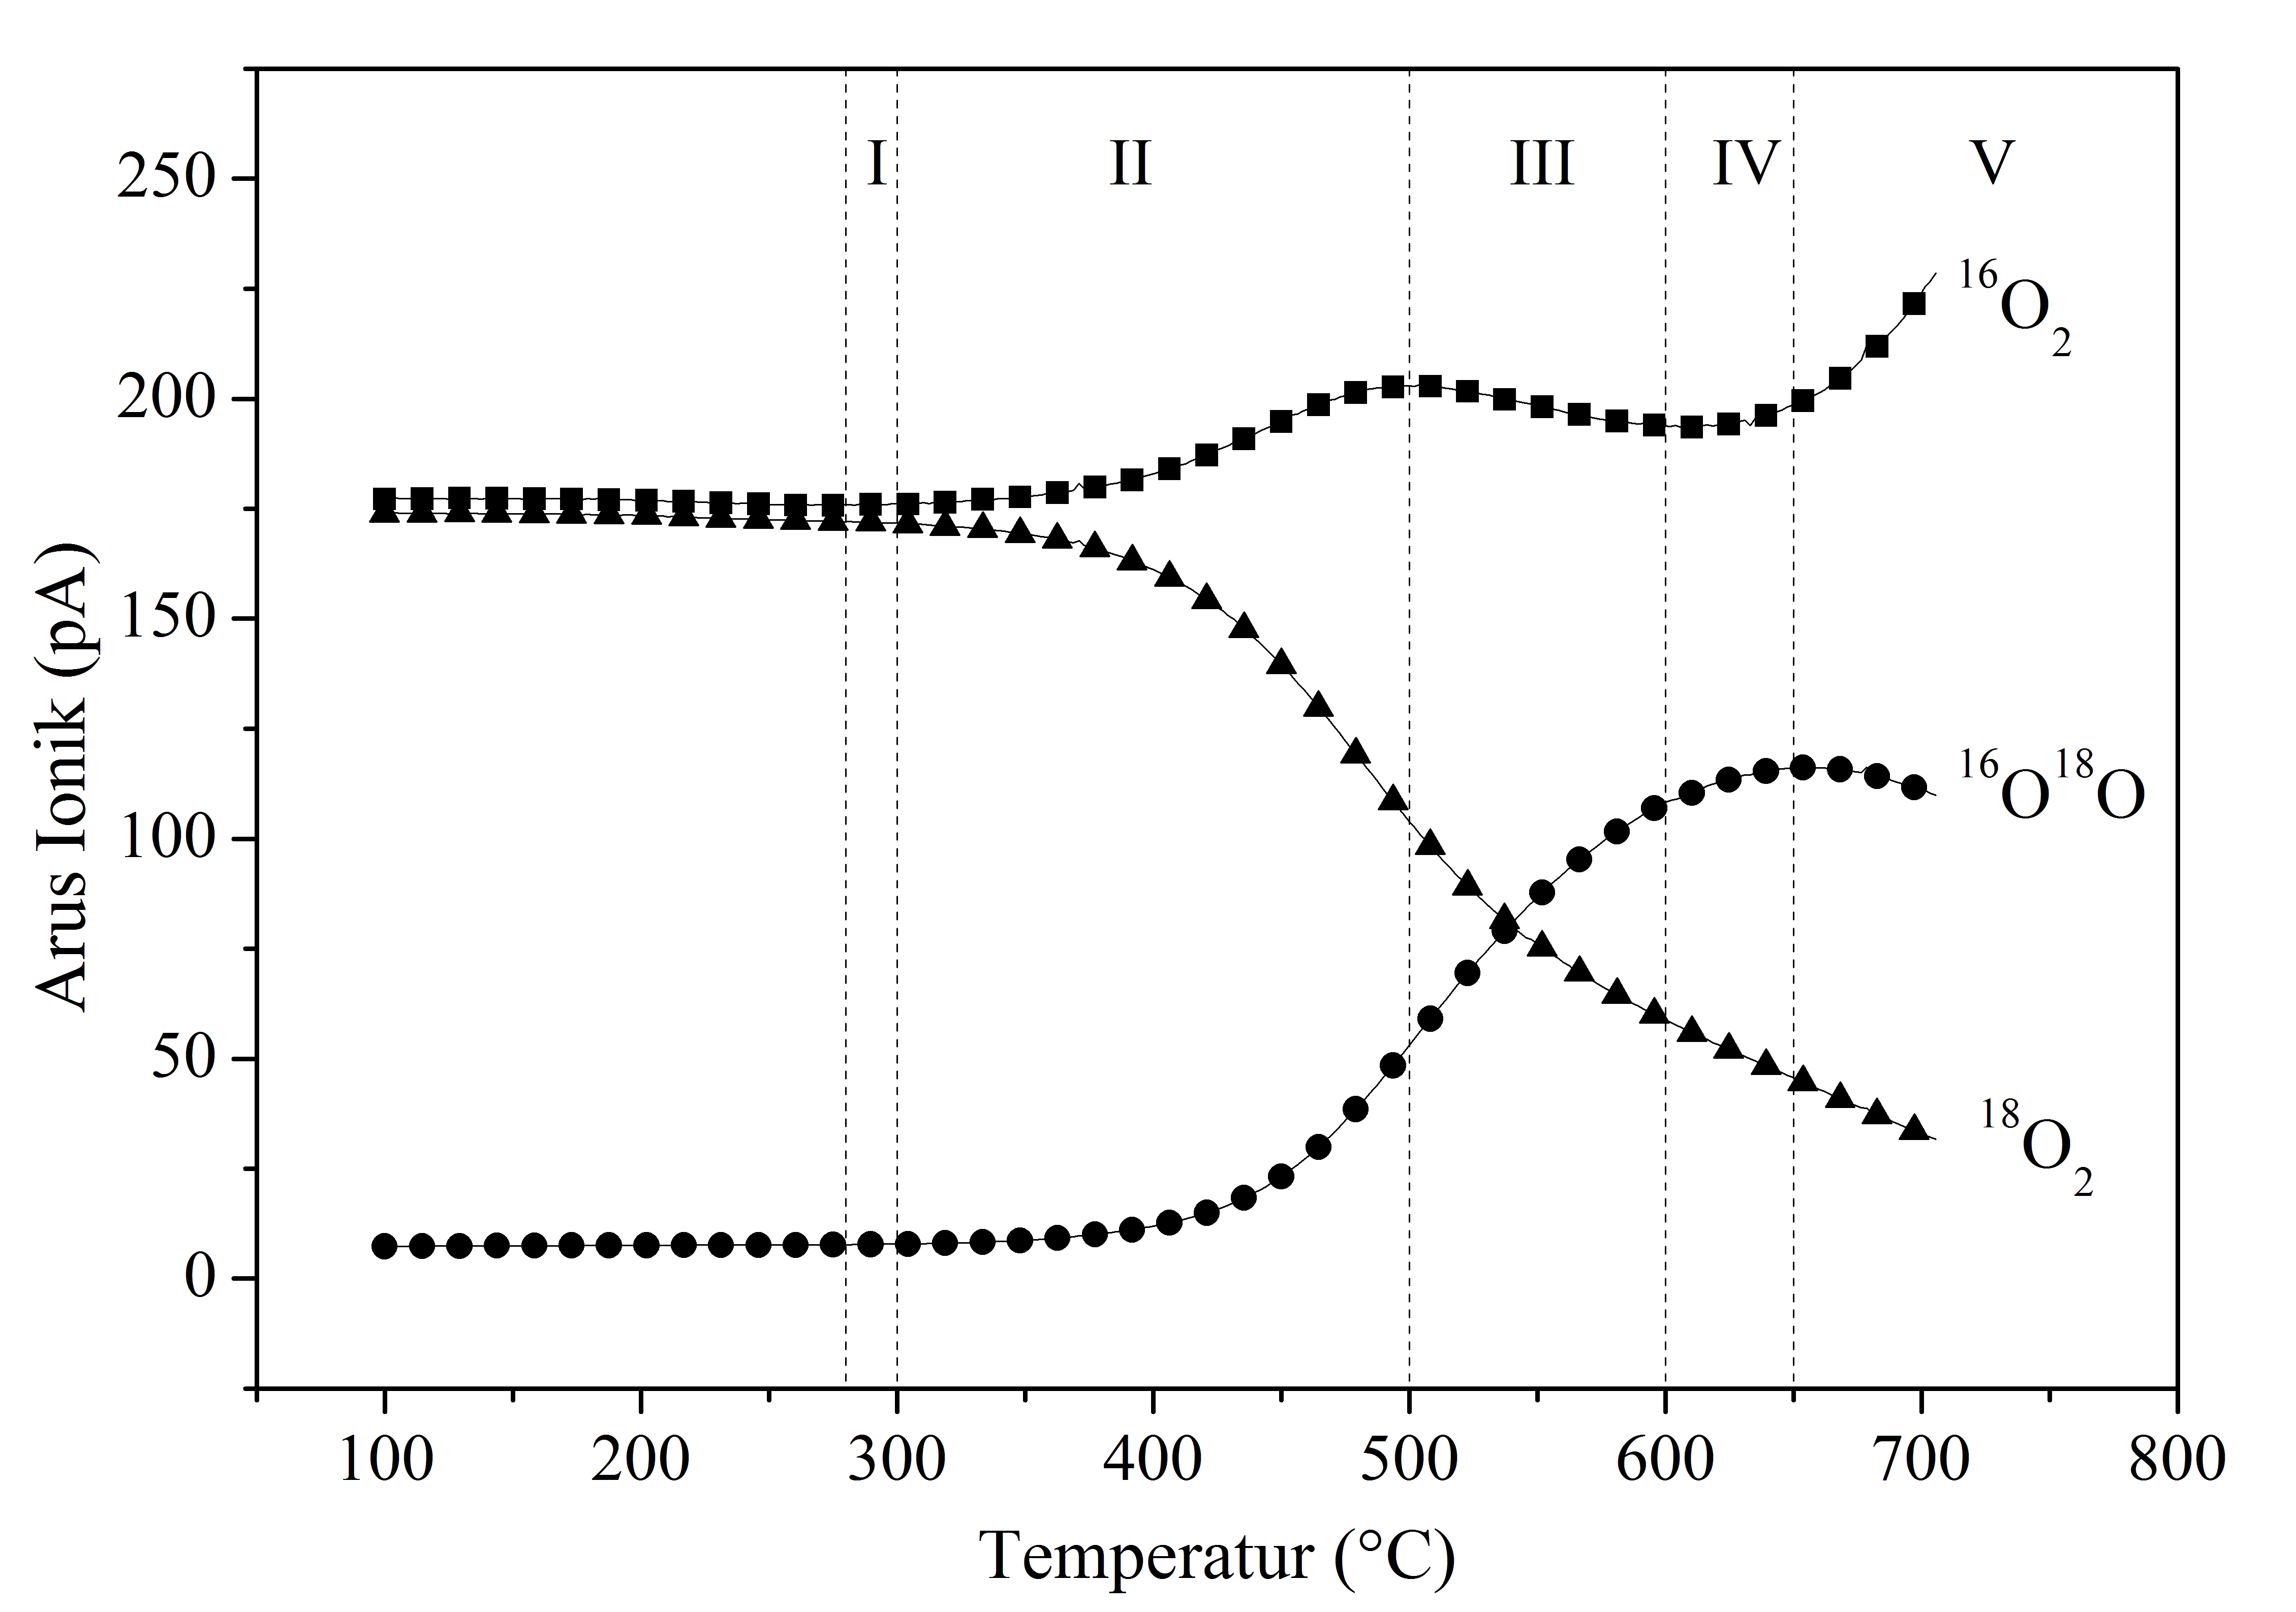 I II III IV V
250
200
150
100
50
0
Arus Ionik (pA)
¹⁶O₂
¹⁶O¹⁸O
¹⁸O₂
100 200 300 400 500 600 700 800
Temperatur (°C)